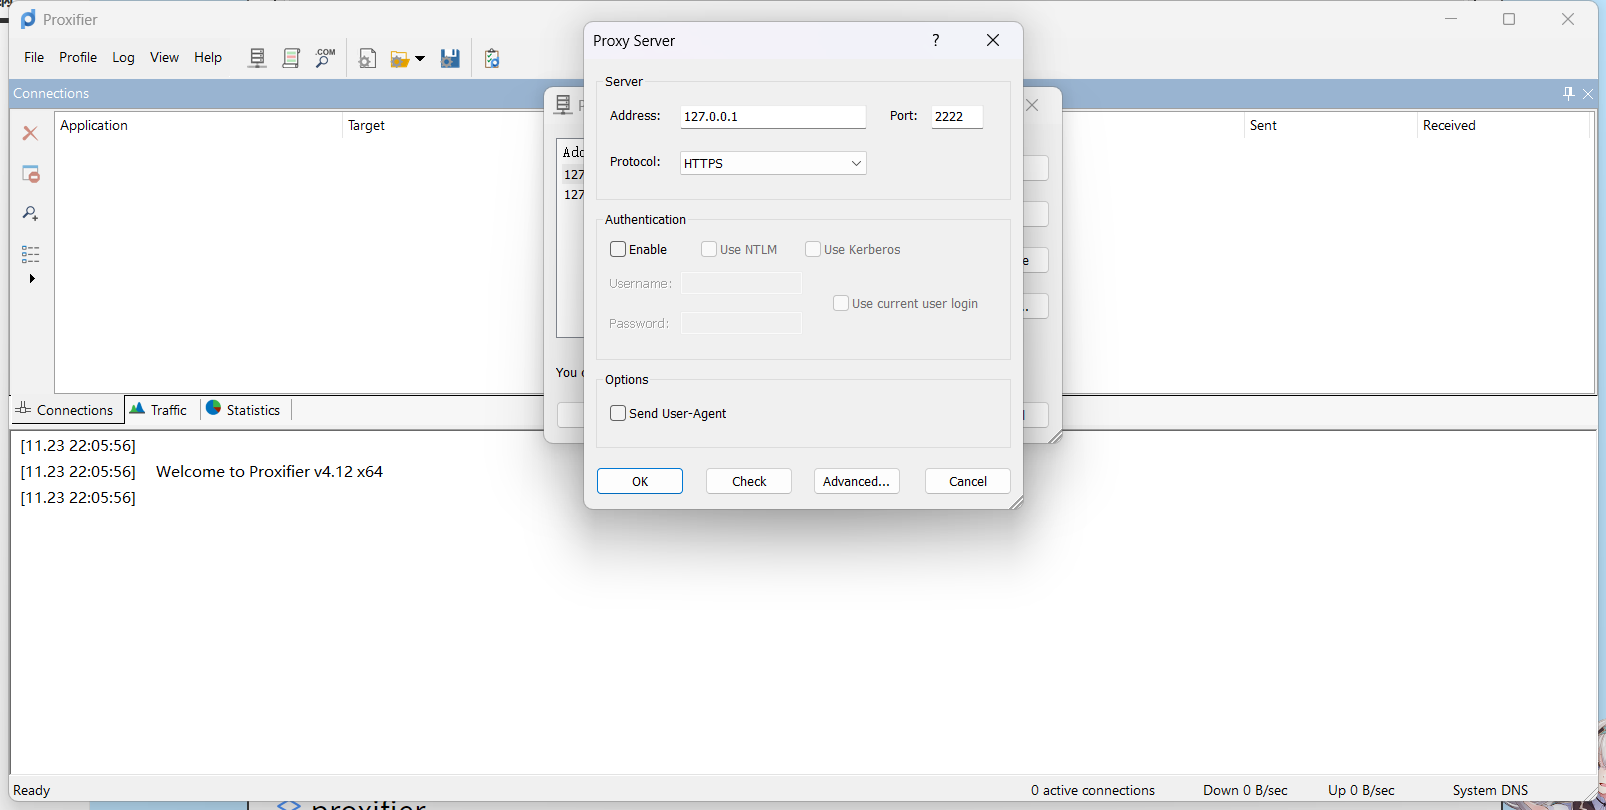 Proxifier
File Profile Log View Help
.COM
Connections
Application Target Sent Received
Proxy Server ?
Server
Address: 127.0.0.1 Port: 2222
Protocol: HTTPS
Authentication
Enable Use NTLM Use Kerberos
Username:
Use current user login
Password:
Options
Send User-Agent
OK Check Advanced... Cancel
127
127
You
Connections Traffic Statistics
[11.23 22:05:56]
[11.23 22:05:56] Welcome to Proxifier v4.12 x64
[11.23 22:05:56]
Ready 0 active connections Down 0 B/sec Up 0 B/sec System DNS
proxifier